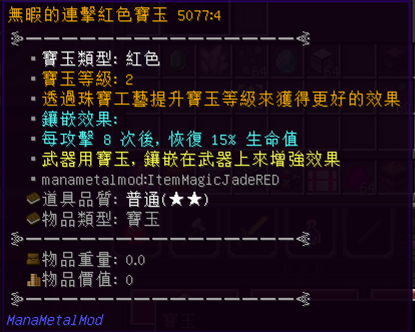 無暇的連擊紅色寶玉 5077:4
寶玉類型: 紅色
寶玉等級: 2
透過珠寶工藝提升寶玉等級來獲得更好的效果
鑲嵌效果:
每攻擊 8 次後, 恢復 15% 生命值
武器用寶玉, 鑲嵌在武器上來增強效果
manametalmod:ItemMagicJadeRED
道具品質: 普通(★★)
物品類型: 寶玉
物品重量: 0.0
物品價值: 0
ManaMetalMod